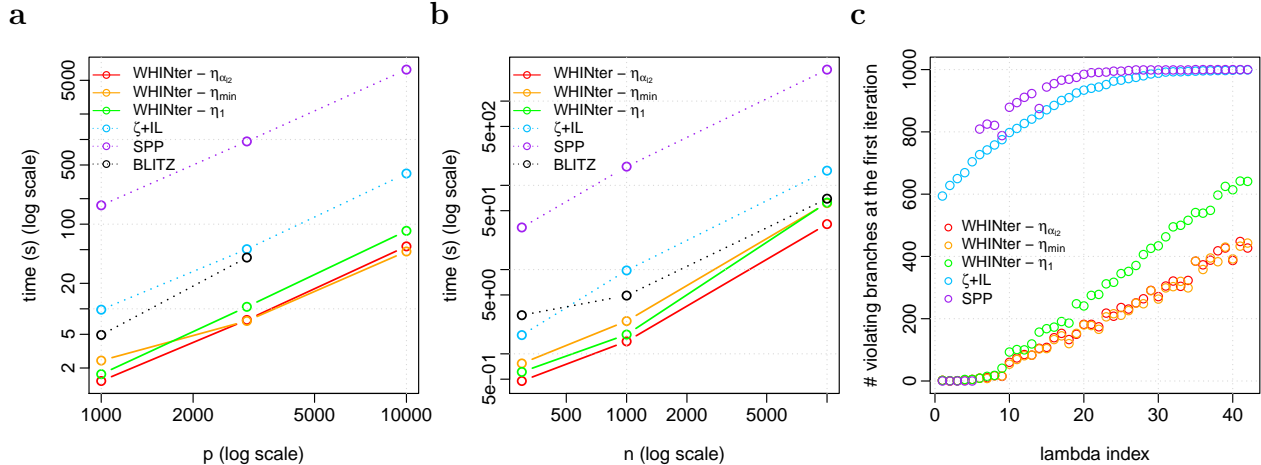 a
time (s) (log scale)
5000
500
100
20
5
2
WHINter − ηαl2
WHINter − ηmin
WHINter − η1
ζ+IL
SPP
BLITZ
1000
2000
5000
10000
p (log scale)
b
time (s) (log scale)
5e+02
5e+01
5e+00
5e−01
WHINter − ηαl2
WHINter − ηmin
WHINter − η1
ζ+IL
SPP
BLITZ
500
1000
2000
5000
n (log scale)
c
# violating branches at the first iteration
1000
800
600
400
200
0
WHINter − ηαl2
WHINter − ηmin
WHINter − η1
ζ+IL
SPP
0
10
20
30
40
lambda index